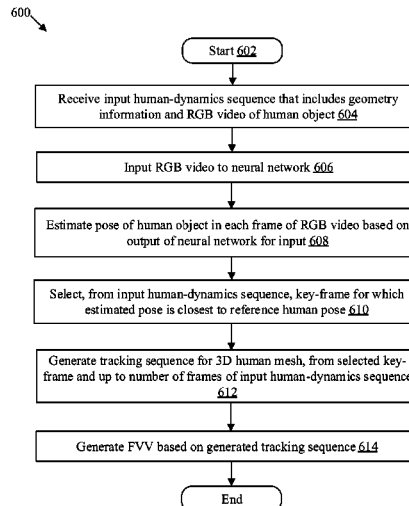 600
Start 602
Receive input human-dynamics sequence that includes geometry
information and RGB video of human object 604
Input RGB video to neural network 606
Estimate pose of human object in each frame of RGB video based on
output of neural network for input 608
Select, from input human-dynamics sequence, key-frame for which
estimated pose is closest to reference human pose 610
Generate tracking sequence for 3D human mesh, from selected key-
frame and up to number of frames of input human-dynamics sequence
612
Generate FVV based on generated tracking sequence 614
End